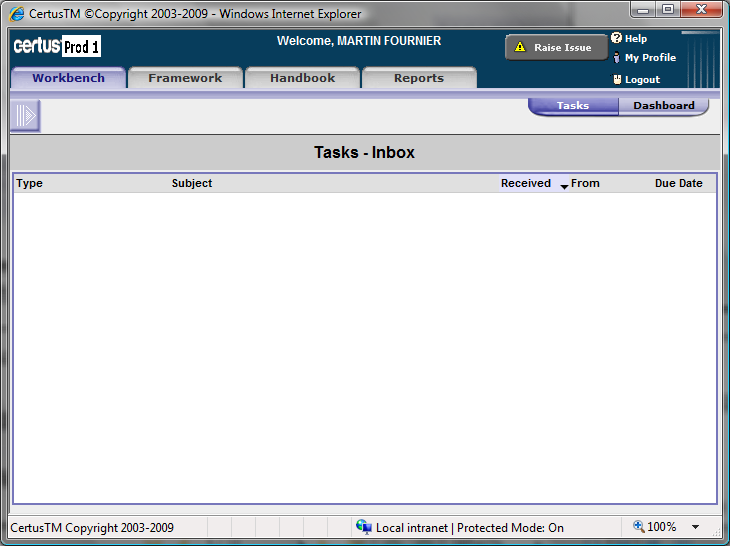 CertusTM ©Copyright 2003-2009 - Windows Internet Explorer
certus Prod 1
Welcome, MARTIN FOURNIER
Raise Issue
Help
My Profile
Logout
Workbench Framework Handbook Reports
Tasks Dashboard
Tasks - Inbox
Type Subject Received From Due Date
CertusTM Copyright 2003-2009 Local intranet | Protected Mode: On 100%